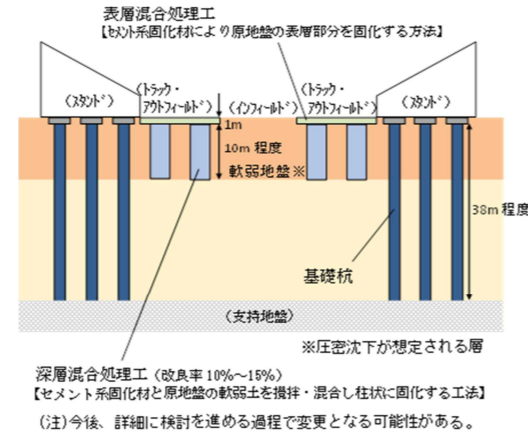 表層混合処理工
【ｾﾒﾝﾄ系固化材により原地盤の表層部分を固化する方法】
(ｽﾀﾝﾄﾞ)
(ﾄﾗｯｸ・
ｱｳﾄﾌｨｰﾙﾄﾞ)
(ｲﾝﾌｨｰﾙﾄﾞ)
(ﾄﾗｯｸ・
ｱｳﾄﾌｨｰﾙﾄﾞ)
(ｽﾀﾝﾄﾞ)
1m
10m 程度
軟弱地盤※
38m 程度
基礎杭
(支持地盤)
※圧密沈下が想定される層
深層混合処理工(改良率 10%～15%)
【セメント系固化材と原地盤の軟弱土を攪拌・混合し柱状に固化する工法】
(注)今後、詳細に検討を進める過程で変更となる可能性がある。